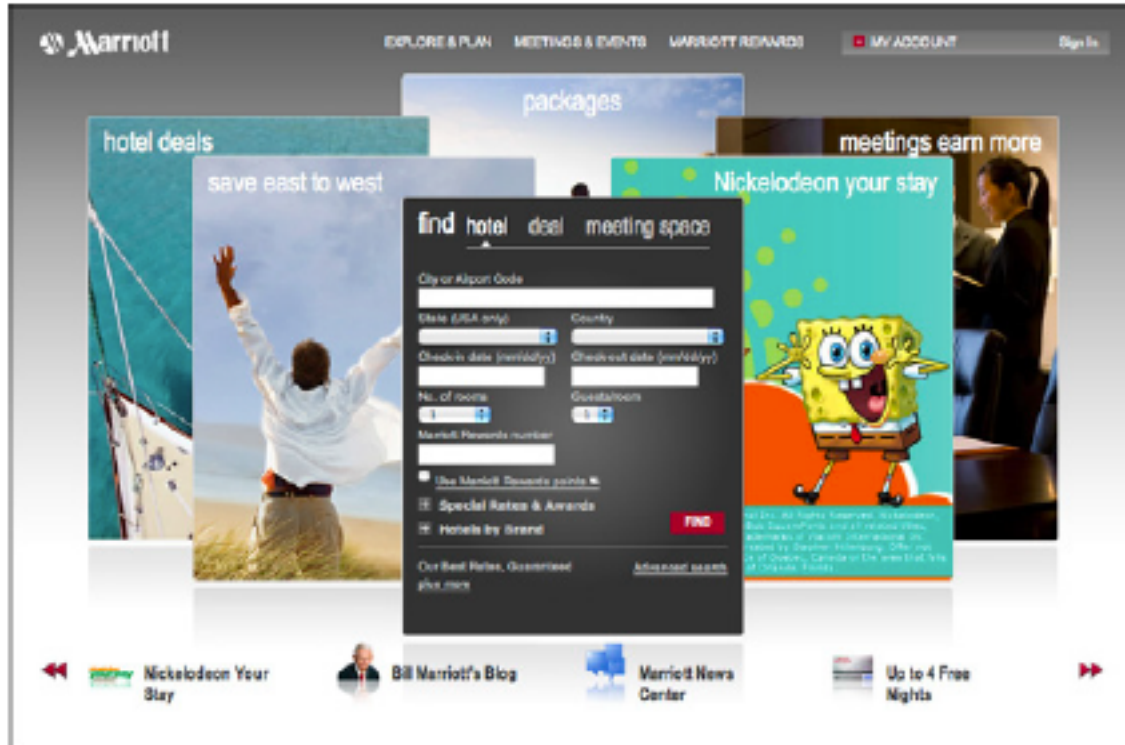 Marriott
EXPLORE & PLAN MEETINGS & EVENTS MARRIOTT REWARDS MY ACCOUNT Sign In
packages
hotel deals
meetings earn more
save east to west
Nickelodeon your stay
find hotel deal meeting space
City or Airport Code
State (USA only) Country
Check-in date (mm/dd/yy) Check-out date (mm/dd/yy)
No. of rooms Guests/room
1 1
Marriott Rewards number
Use Marriott Rewards points
Special Rates & Awards
Hotels by Brand
FIND
Our Best Rates, Guaranteed
plus more
Advanced search
Nickelodeon Your
Stay
Bill Marriott's Blog
Marriott News
Center
Up to 4 Free
Nights